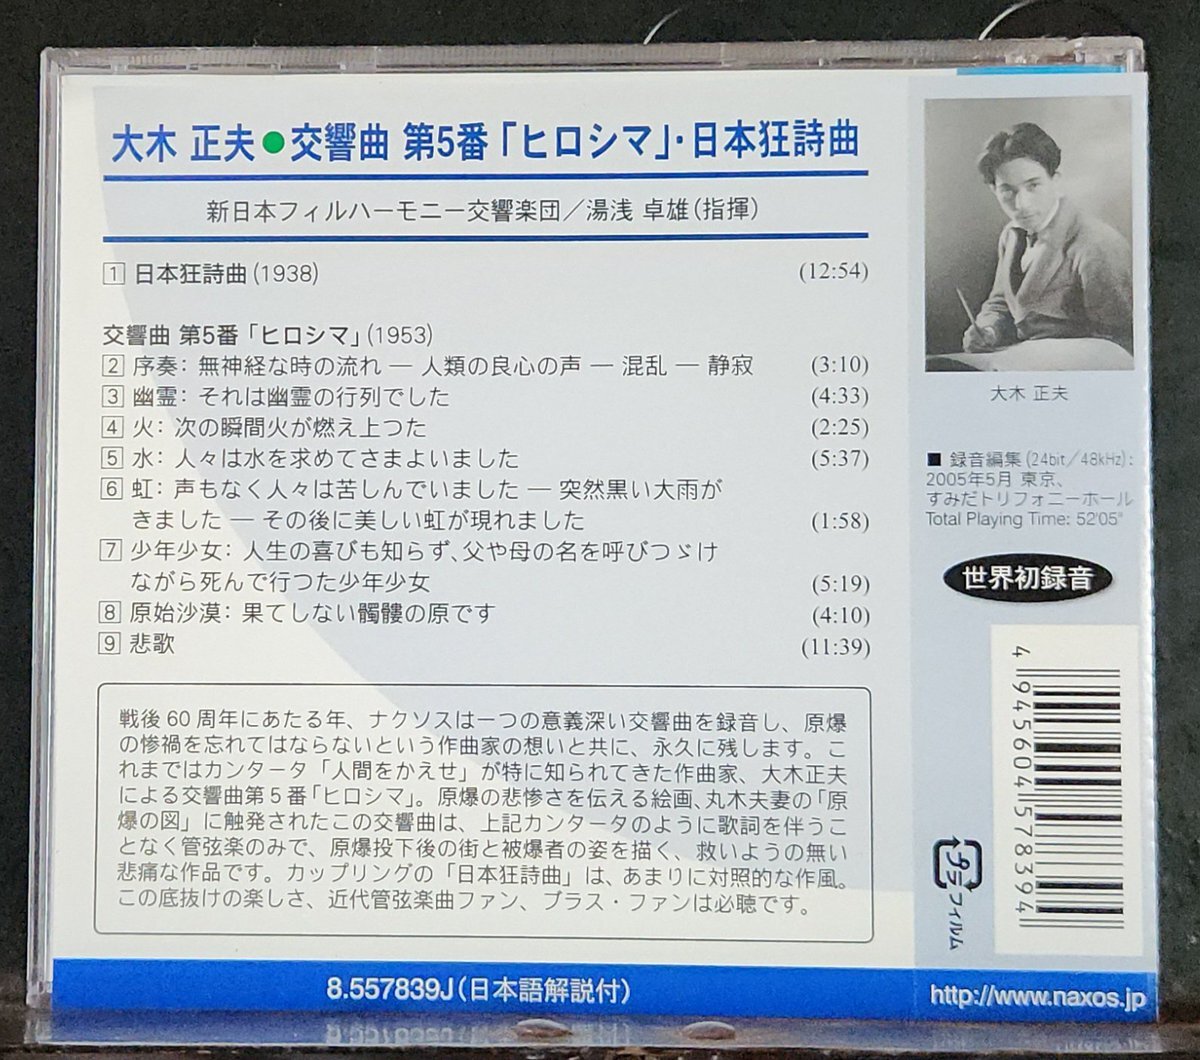 大木 正夫●交響曲 第5番「ヒロシマ」・日本狂詩曲
新日本フィルハーモニー交響楽団／湯浅 卓雄(指揮)
1 日本狂詩曲(1938) (12:54)
交響曲 第5番「ヒロシマ」(1953)
2 序奏: 無神経な時の流れ ― 人類の良心の声 ― 混乱 ― 静寂 (3:10)
3 幽霊: それは幽霊の行列でした (4:33)
4 火: 次の瞬間火が燃え上つた (2:25)
5 水: 人々は水を求めてさまよいました (5:37)
6 虹: 声もなく人々は苦しんでいました ― 突然黒い大雨が
きました ― その後に美しい虹が現れました (1:58)
7 少年少女: 人生の喜びも知らず、父や母の名を呼びつゞけ
ながら死んで行つた少年少女 (5:19)
8 原始沙漠: 果てしない髑髏の原です (4:10)
9 悲歌 (11:39)
戦後60周年にあたる年、ナクソスは一つの意義深い交響曲を録音し、原爆
の惨禍を忘れてはならないという作曲家の想いと共に、永久に残します。こ
れまではカンタータ「人間をかえせ」が特に知られてきた作曲家、大木正夫
による交響曲第5番「ヒロシマ」。原爆の悲惨さを伝える絵画、丸木夫妻の「原
爆の図」に触発されたこの交響曲は、上記カンタータのように歌詞を伴うこ
となく管弦楽のみで、原爆投下後の街と被爆者の姿を描く、救いようの無い
悲痛な作品です。カップリングの「日本狂詩曲」は、あまりに対照的な作風。
この底抜けの楽しさ、近代管弦楽曲ファン、ブラス・ファンは必聴です。
8.557839J(日本語解説付)
大木 正夫
■ 録音編集(24bit／48kHz):
2005年5月 東京、
すみだトリフォニーホール
Total Playing Time: 52'05"
世界初録音
4 945604 578394
プラ
フィルム
http://www.naxos.jp